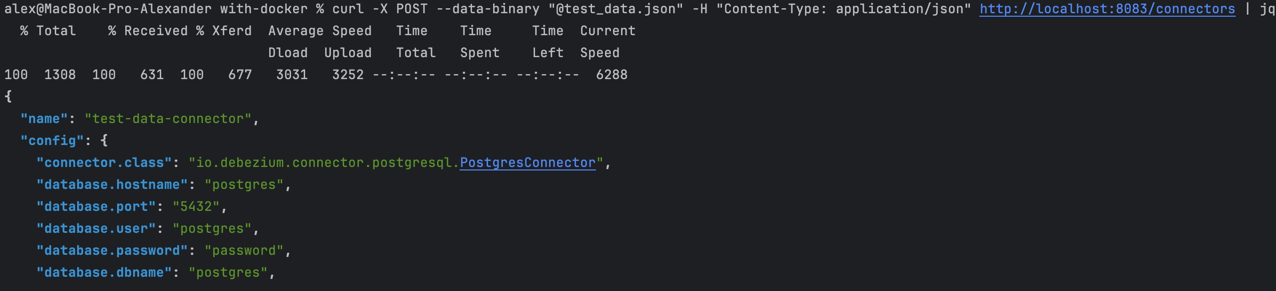 alex@MacBook-Pro-Alexander with-docker % curl -X POST --data-binary "@test_data.json" -H "Content-Type: application/json" http://localhost:8083/connectors | jq
  % Total    % Received % Xferd  Average Speed   Time    Time     Time  Current
                                 Dload  Upload   Total   Spent    Left  Speed
100  1308  100   631  100   677   3031   3252 --:--:-- --:--:-- --:--:--  6288
{
  "name": "test-data-connector",
  "config": {
    "connector.class": "io.debezium.connector.postgresql.PostgresConnector",
    "database.hostname": "postgres",
    "database.port": "5432",
    "database.user": "postgres",
    "database.password": "password",
    "database.dbname": "postgres",